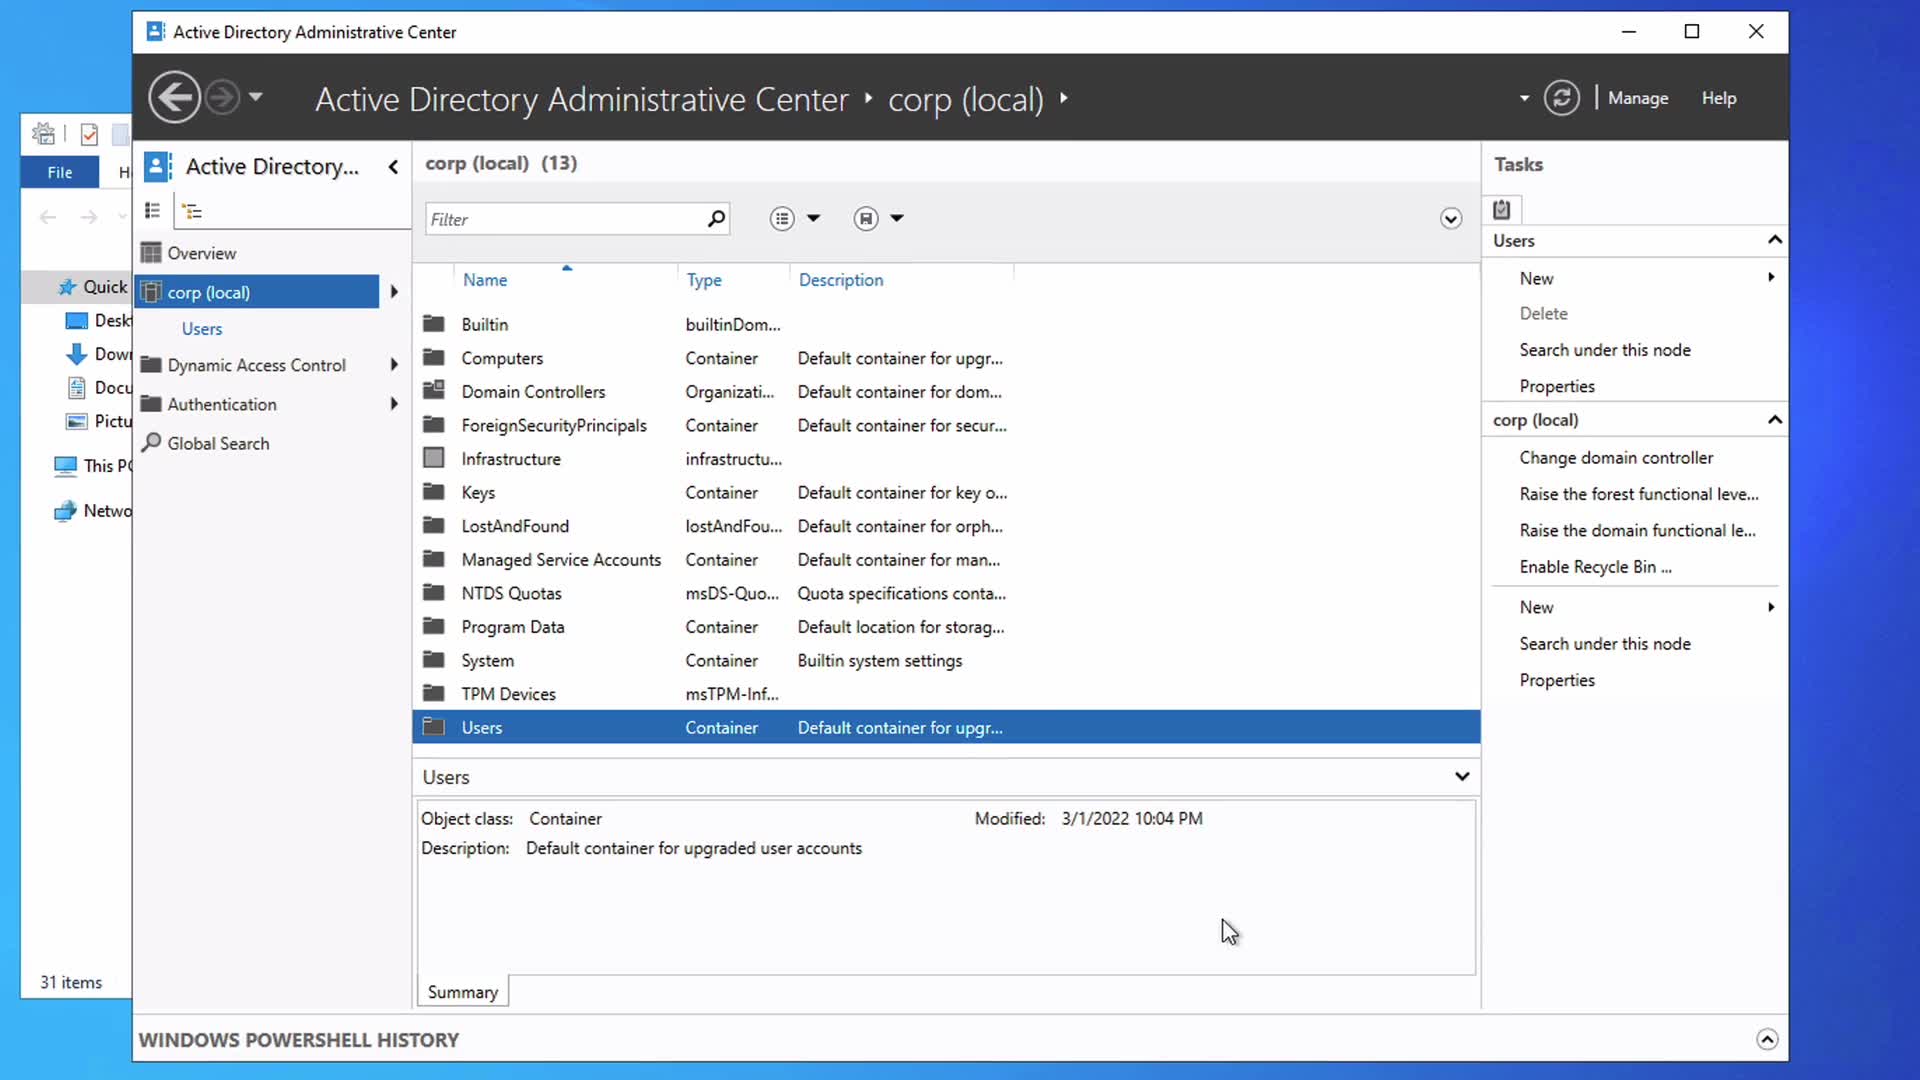 Active Directory Administrative Center
Active Directory Administrative Center
corp (local)
Manage
Help
File
Quick
31 items
Active Directory...
Overview
corp (local)
Users
Dynamic Access Control
Authentication
Global Search
corp (local) (13)
Filter
Name Type Description
Builtin builtinDom...
Computers Container Default container for upgr...
Domain Controllers Organizati... Default container for dom...
ForeignSecurityPrincipals Container Default container for secur...
Infrastructure infrastructu...
Keys Container Default container for key o...
LostAndFound lostAndFou... Default container for orph...
Managed Service Accounts Container Default container for man...
NTDS Quotas msDS-Quo... Quota specifications conta...
Program Data Container Default location for storag...
System Container Builtin system settings
TPM Devices msTPM-Inf...
Users Container Default container for upgr...
Users
Object class: Container Modified: 3/1/2022 10:04 PM
Description: Default container for upgraded user accounts
Summary
Tasks
Users
New
Delete
Search under this node
Properties
corp (local)
Change domain controller
Raise the forest functional leve...
Raise the domain functional le...
Enable Recycle Bin ...
New
Search under this node
Properties
WINDOWS POWERSHELL HISTORY